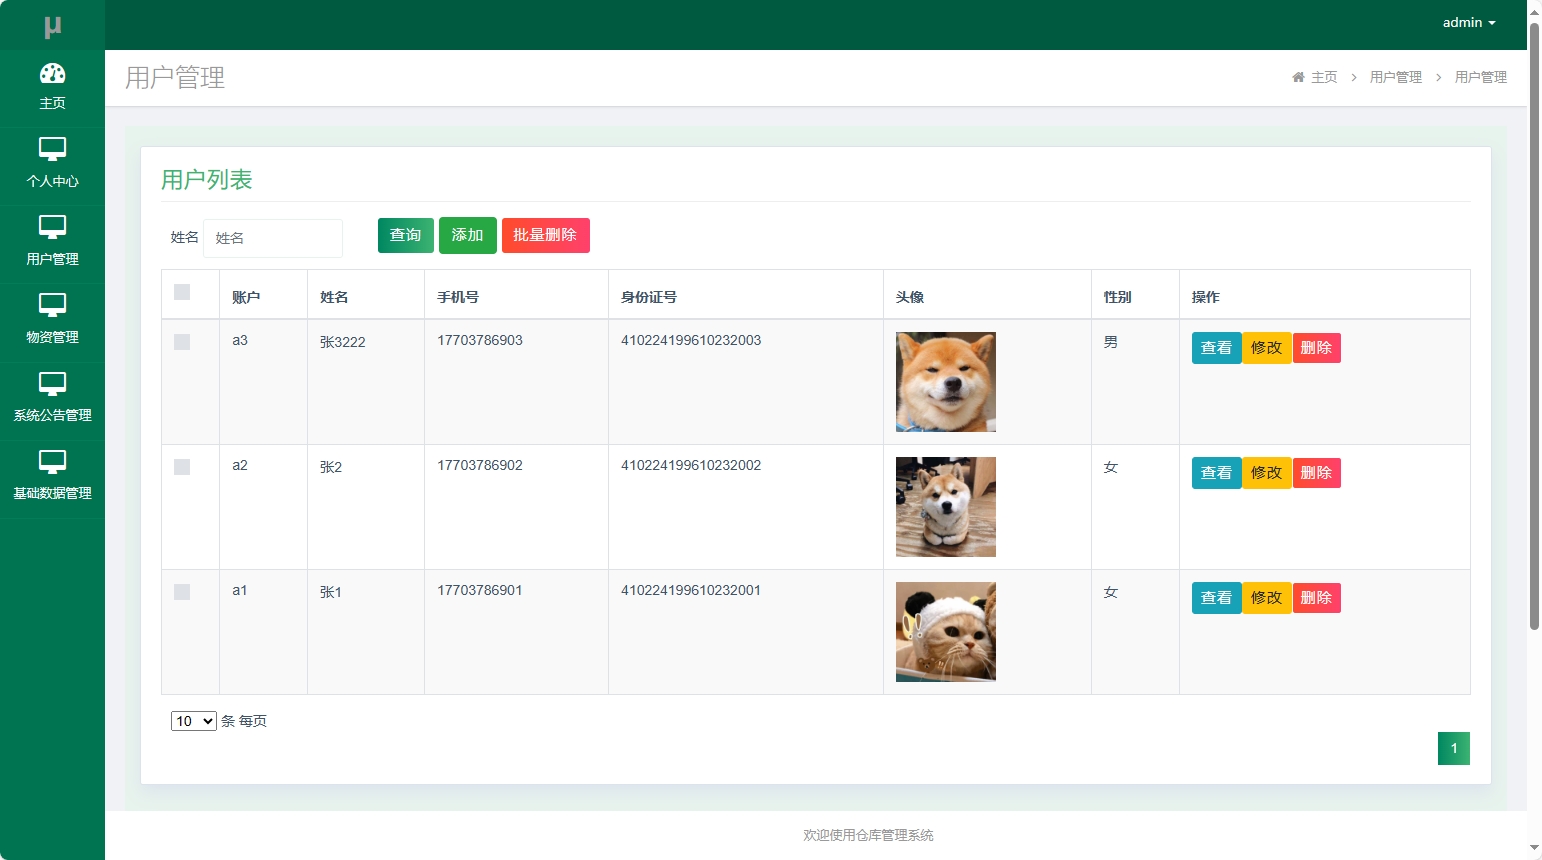 μ
admin
主页
个人中心
用户管理
物资管理
系统公告管理
基础数据管理
用户管理
主页 > 用户管理 > 用户管理
用户列表
姓名 姓名 查询 添加 批量删除
账户 姓名 手机号 身份证号 头像 性别 操作
a3 张3222 17703786903 410224199610232003 男 查看 修改 删除
a2 张2 17703786902 410224199610232002 女 查看 修改 删除
a1 张1 17703786901 410224199610232001 女 查看 修改 删除
10 条 每页
1
欢迎使用仓库管理系统